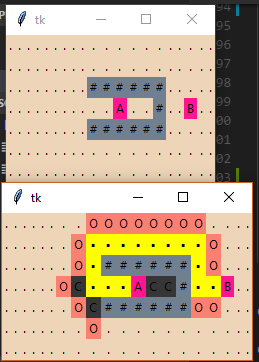 tk
. . . . . . . . . . . . . . . . . . . .
. . . . . . . . . . . . . . . . . . . .
. . . . . . . . . # # # # # # . . . . .
. . . . . . . . . . . A . . # . . B . .
. . . . . . . . . # # # # # # . . . . .
. . . . . . . . . . . . . . . . . . . .
. . . . . . . . . . . . . . . . . . . .
tk
. . . . . . . . O O O O O O O O . . . .
. . . . . . . O . . . . . . . . O . . .
. . . . . . . O . # # # # # # . O . . .
. . . . . . O C . . . A C C # . . B . .
. . . . . . . O C # # # # # # O O . . .
. . . . . . . . O . . . . . . . . . . .
. . . . . . . . . . . . . . . . . . . .